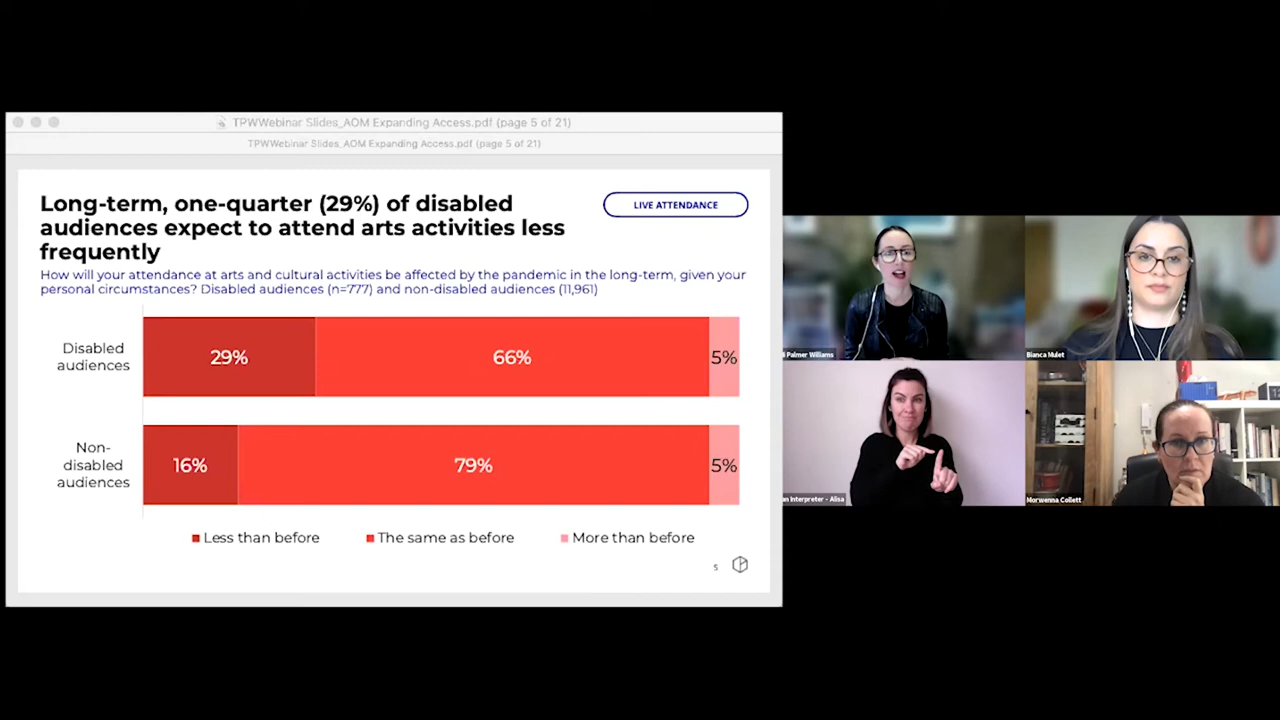 TPWWebinar Slides_AOM Expanding Access.pdf (page 5 of 21)
TPWWebinar Slides_AOM Expanding Access.pdf (page 5 of 21)
Long-term, one-quarter (29%) of disabled
audiences expect to attend arts activities less
frequently
LIVE ATTENDANCE
How will your attendance at arts and cultural activities be affected by the pandemic in the long-term, given your
personal circumstances? Disabled audiences (n=777) and non-disabled audiences (11,961)
Disabled
audiences
29%
66%
5%
Non-
disabled
audiences
16%
79%
5%
Less than before
The same as before
More than before
5
Palmer Williams
Bianca Mulet
Interpreter - Alisa
Morwenna Collett